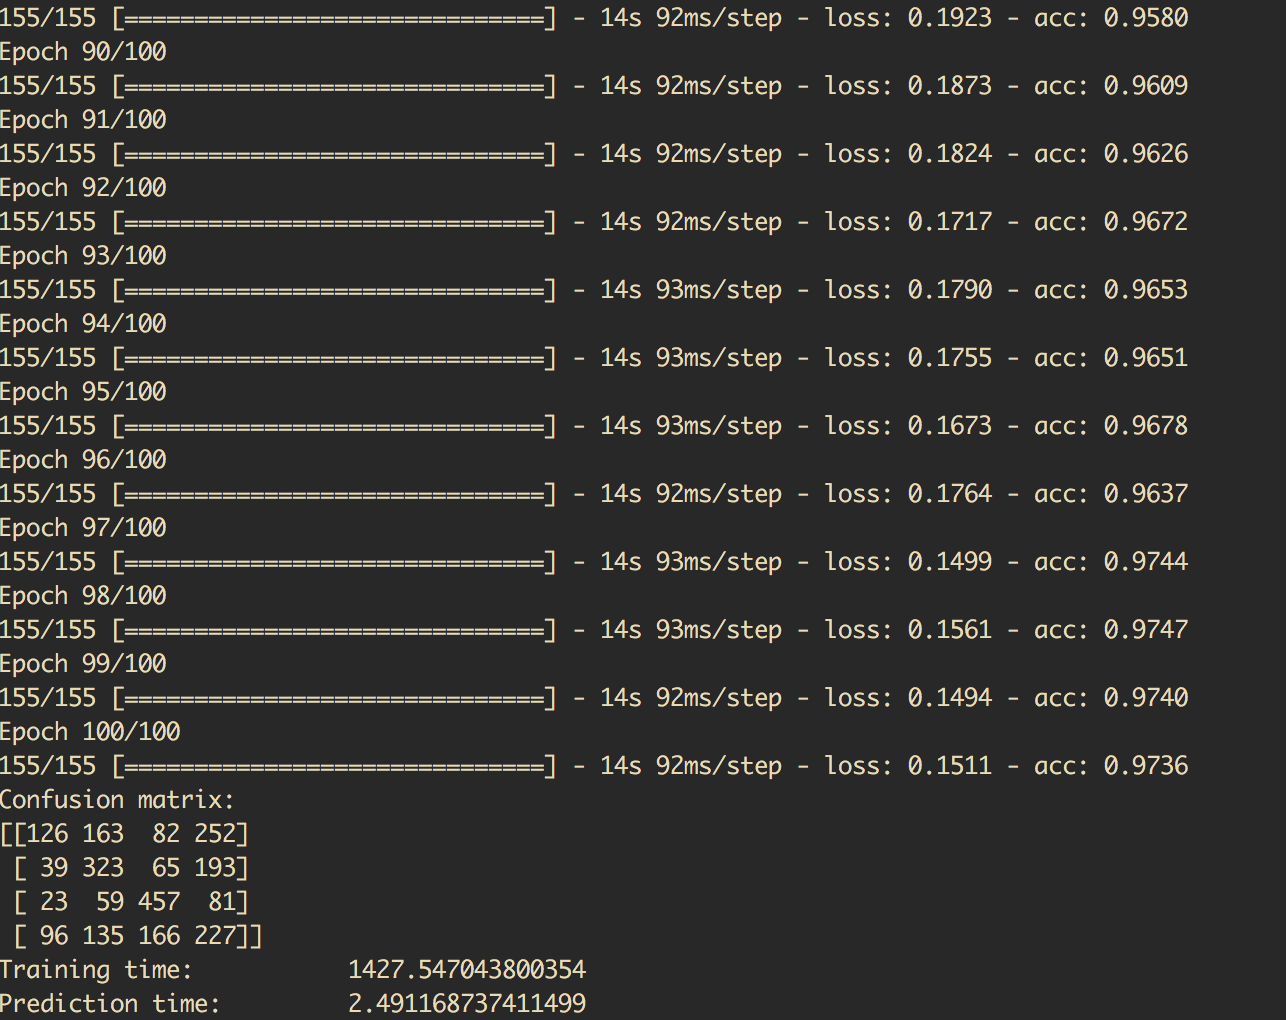 155/155 [==============================] - 14s 92ms/step - loss: 0.1923 - acc: 0.9580
Epoch 90/100
155/155 [==============================] - 14s 92ms/step - loss: 0.1873 - acc: 0.9609
Epoch 91/100
155/155 [==============================] - 14s 92ms/step - loss: 0.1824 - acc: 0.9626
Epoch 92/100
155/155 [==============================] - 14s 92ms/step - loss: 0.1717 - acc: 0.9672
Epoch 93/100
155/155 [==============================] - 14s 93ms/step - loss: 0.1790 - acc: 0.9653
Epoch 94/100
155/155 [==============================] - 14s 93ms/step - loss: 0.1755 - acc: 0.9651
Epoch 95/100
155/155 [==============================] - 14s 93ms/step - loss: 0.1673 - acc: 0.9678
Epoch 96/100
155/155 [==============================] - 14s 92ms/step - loss: 0.1764 - acc: 0.9637
Epoch 97/100
155/155 [==============================] - 14s 93ms/step - loss: 0.1499 - acc: 0.9744
Epoch 98/100
155/155 [==============================] - 14s 93ms/step - loss: 0.1561 - acc: 0.9747
Epoch 99/100
155/155 [==============================] - 14s 92ms/step - loss: 0.1494 - acc: 0.9740
Epoch 100/100
155/155 [==============================] - 14s 92ms/step - loss: 0.1511 - acc: 0.9736
Confusion matrix:
[[126 163  82 252]
 [ 39 323  65 193]
 [ 23  59 457  81]
 [ 96 135 166 227]]
Training time:           1427.547043800354
Prediction time:         2.491168737411499